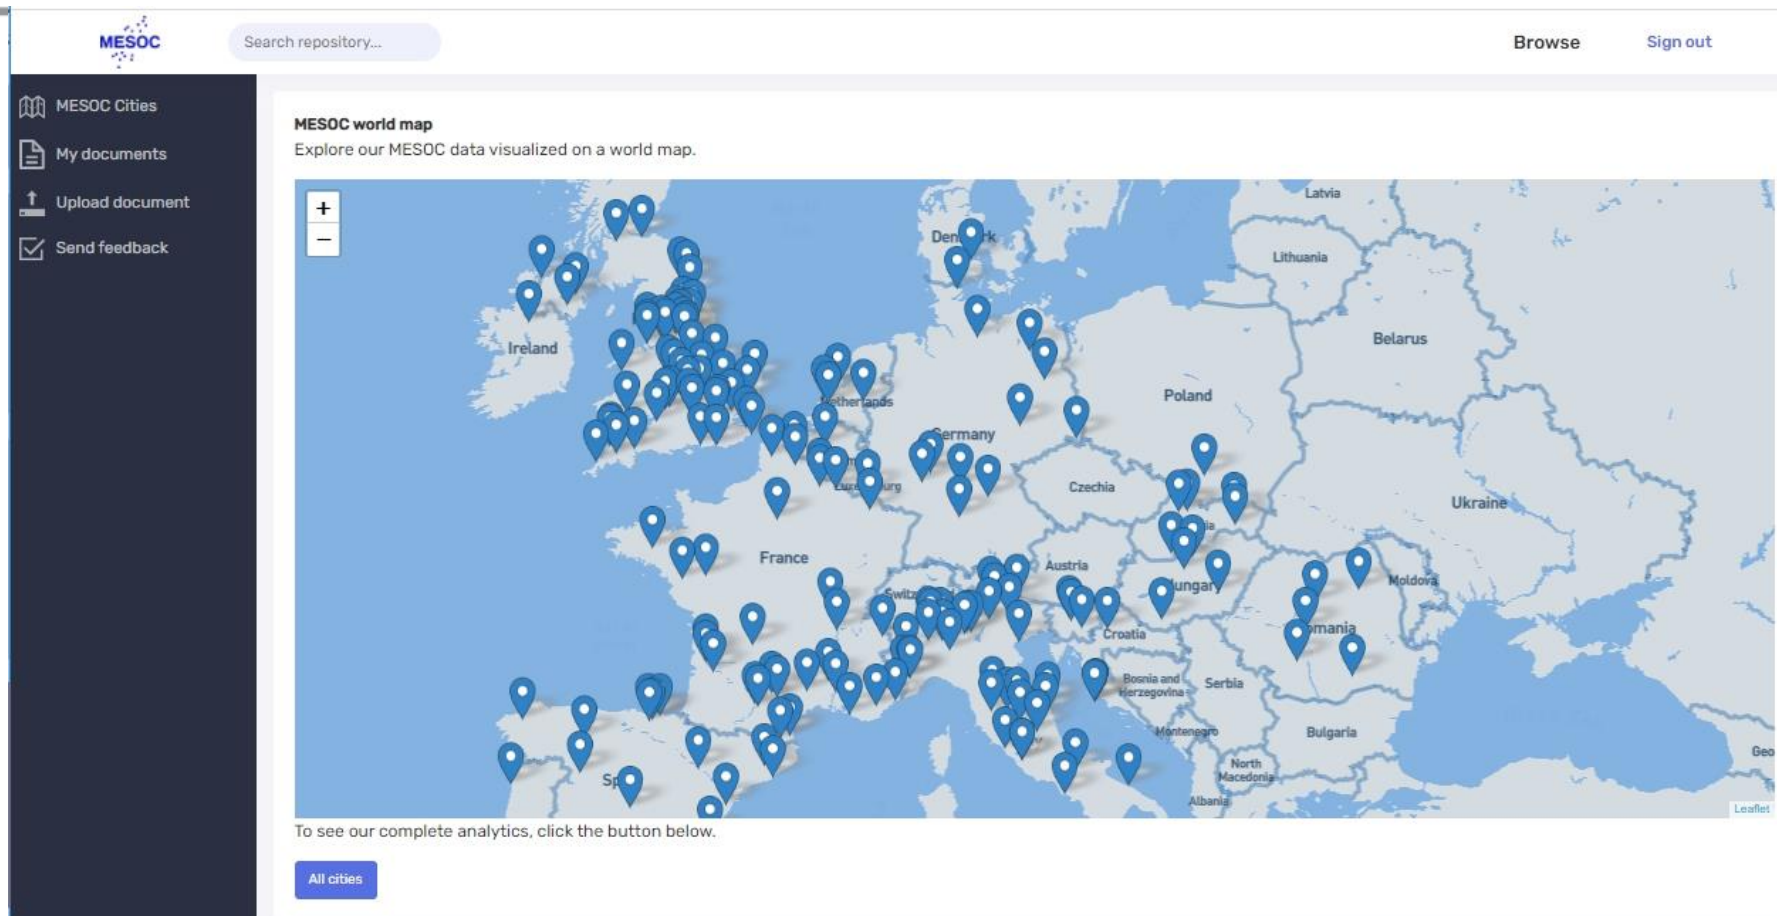 MESOC
Search repository...
Browse
Sign out
MESOC Cities
My documents
Upload document
Send feedback
MESOC world map
Explore our MESOC data visualized on a world map.
+
−
Latvia
Lithuania
Ireland
Belarus
Poland
Czechia
Ukraine
France
Austria
Moldova
Croatia
Bosnia and
Herzegovina
Serbia
Montenegro
Bulgaria
North
Macedonia
Albania
Leaflet
To see our complete analytics, click the button below.
All cities